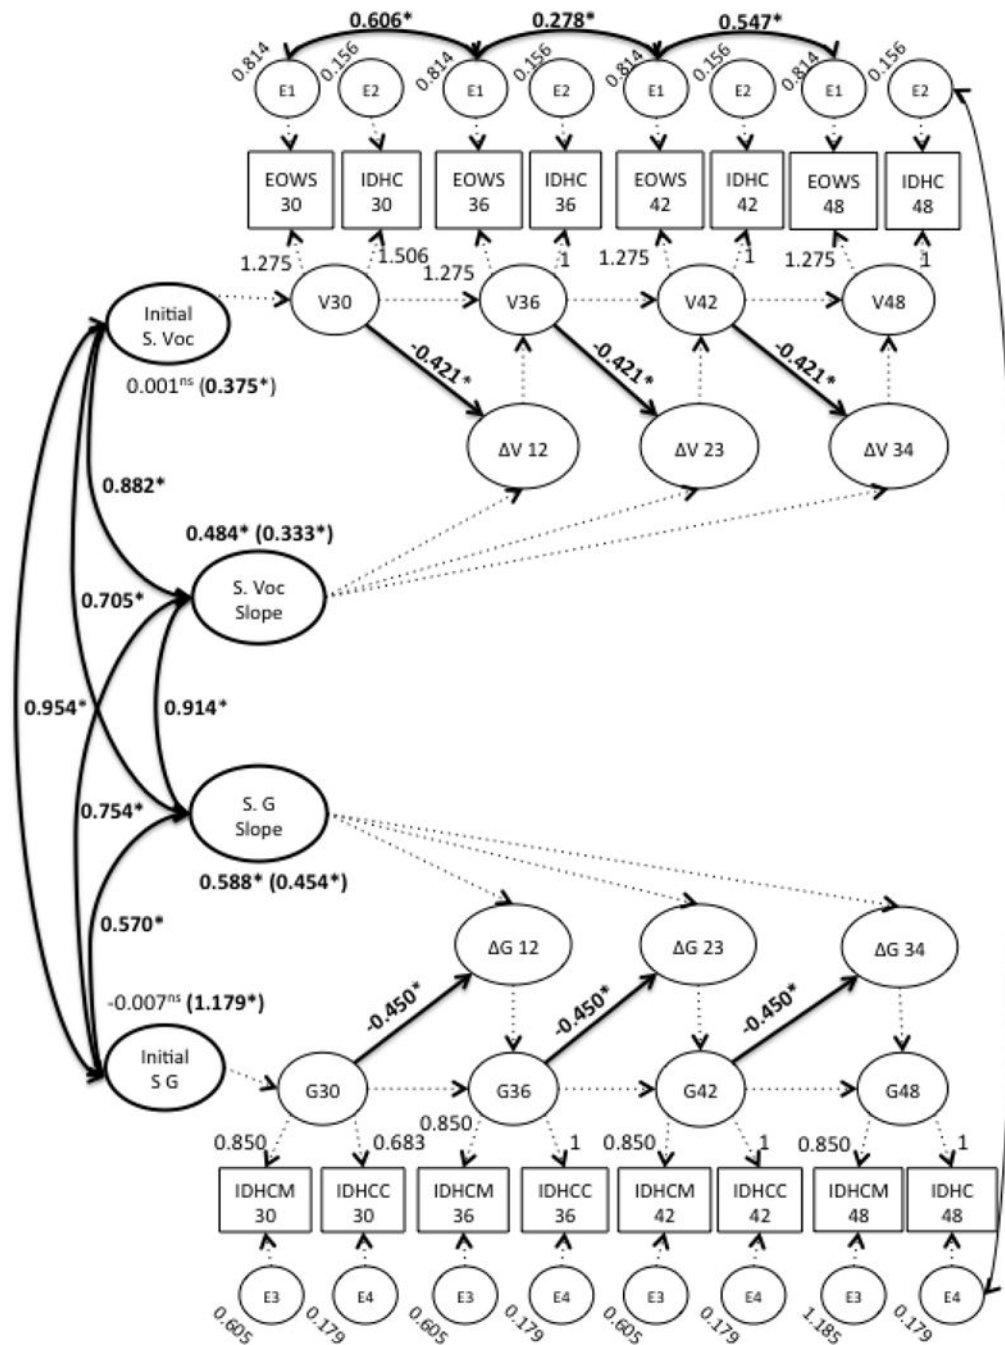 0.606* 0.278* 0.547*
0.814 0.156 0.814 0.156 0.814 0.156 0.814 0.156
E1 E2 E1 E2 E1 E2 E1 E2
EOWS IDHC EOWS IDHC EOWS IDHC EOWS IDHC
30 30 36 36 42 42 48 48
1.275 1.506 1.275 1 1.275 1 1.275 1
V30 V36 V42 V48
Initial
S. Voc
0.001ns (0.375*)
-0.421* -0.421* -0.421*
ΔV 12 ΔV 23 ΔV 34
0.882*
0.484* (0.333*)
S. Voc
Slope
0.705*
0.954* 0.914*
0.754*
S. G
Slope
0.588* (0.454*)
0.570*
ΔG 12 ΔG 23 ΔG 34
-0.007ns (1.179*)
-0.450* -0.450* -0.450*
Initial
S G
G30 G36 G42 G48
0.850 0.683 0.850 1 0.850 1 0.850 1
IDHCM IDHCC IDHCM IDHCC IDHCM IDHCC IDHCM IDHC
30 30 36 36 42 42 48 48
E3 E4 E3 E4 E3 E4 E3 E4
0.605 0.179 0.605 0.179 0.605 0.179 1.185 0.179